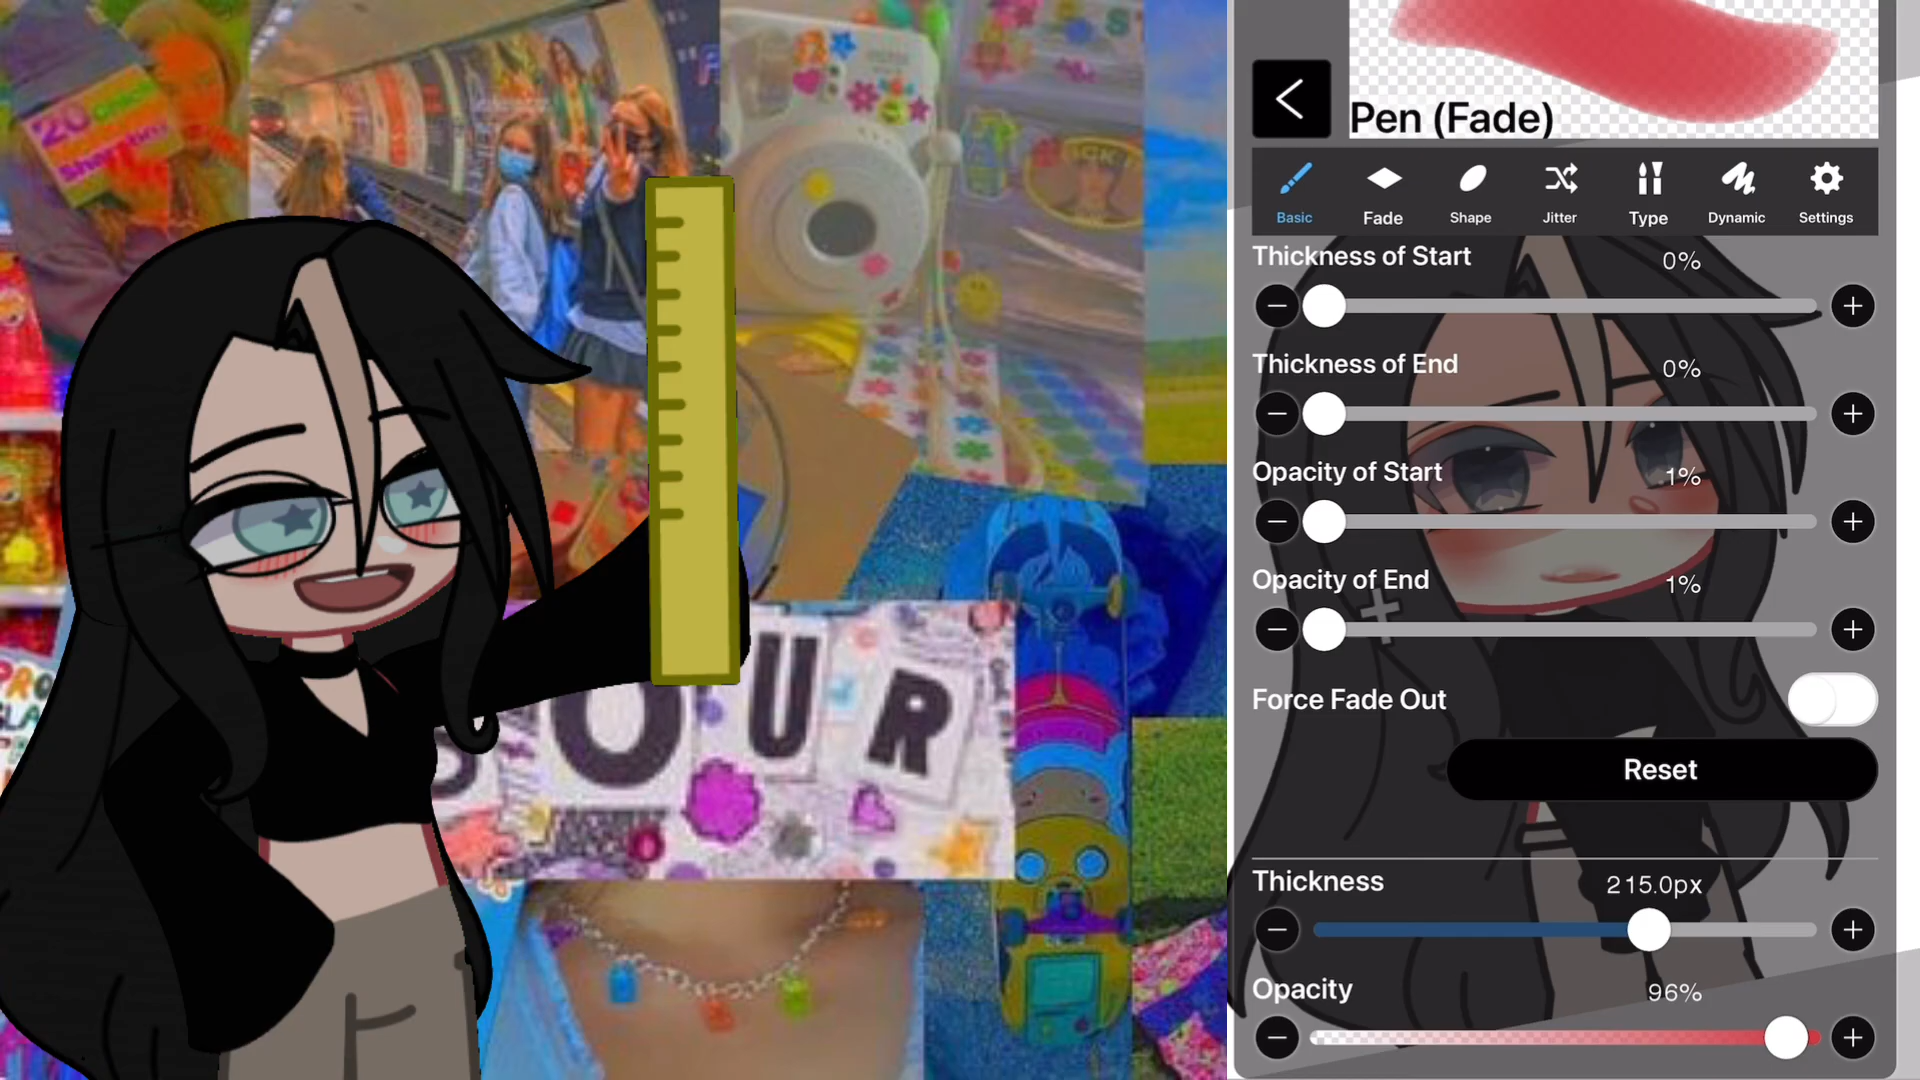 20
Pen (Fade)
Basic
Fade
Shape
Jitter
Type
Dynamic
Settings
Thickness of Start
0%
Thickness of End
0%
Opacity of Start
1%
Opacity of End
1%
Force Fade Out
Reset
Thickness
215.0px
Opacity
96%
OUR